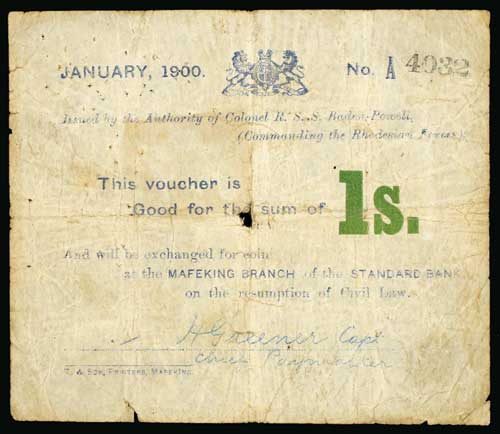 JANUARY, 1900.
No. A 4032
Issued by the Authority of Colonel R. S. S. Baden-Powell,
(Commanding the Rhodesian Forces).
This voucher is
Good for the sum of 1s.
And will be exchanged for coin
at the MAFEKING BRANCH of the STANDARD BANK
on the resumption of Civil Law.
H Greener Capt
Chief Paymaster
& SON, PRINTERS, MAFEKING.